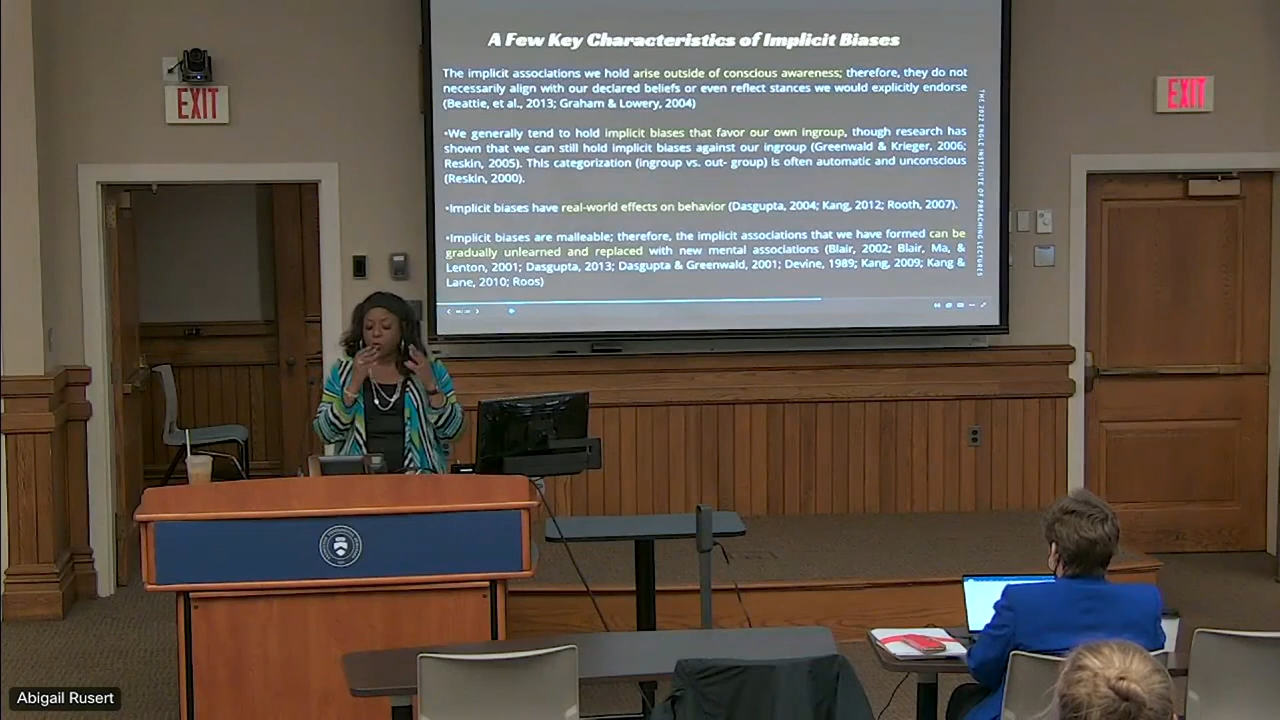 A Few Key Characteristics of Implicit Biases
The implicit associations we hold arise outside of conscious awareness; therefore, they do not
necessarily align with our declared beliefs or even reflect stances we would explicitly endorse
(Beattie, et al., 2013; Graham & Lowery, 2004)
•We generally tend to hold implicit biases that favor our own ingroup, though research has
shown that we can still hold implicit biases against our ingroup (Greenwald & Krieger, 2006;
Reskin, 2005). This categorization (ingroup vs. out- group) is often automatic and unconscious
(Reskin, 2000).
•Implicit biases have real-world effects on behavior (Dasgupta, 2004; Kang, 2012; Rooth, 2007).
•Implicit biases are malleable; therefore, the implicit associations that we have formed can be
gradually unlearned and replaced with new mental associations (Blair, 2002; Blair, Ma, &
Lenton, 2001; Dasgupta, 2013; Dasgupta & Greenwald, 2001; Devine, 1989; Kang, 2009; Kang &
Lane, 2010; Roos)
THE 2022 ENGLE INSTITUTE OF PREACHING LECTURES
EXIT
EXIT
Abigail Rusert